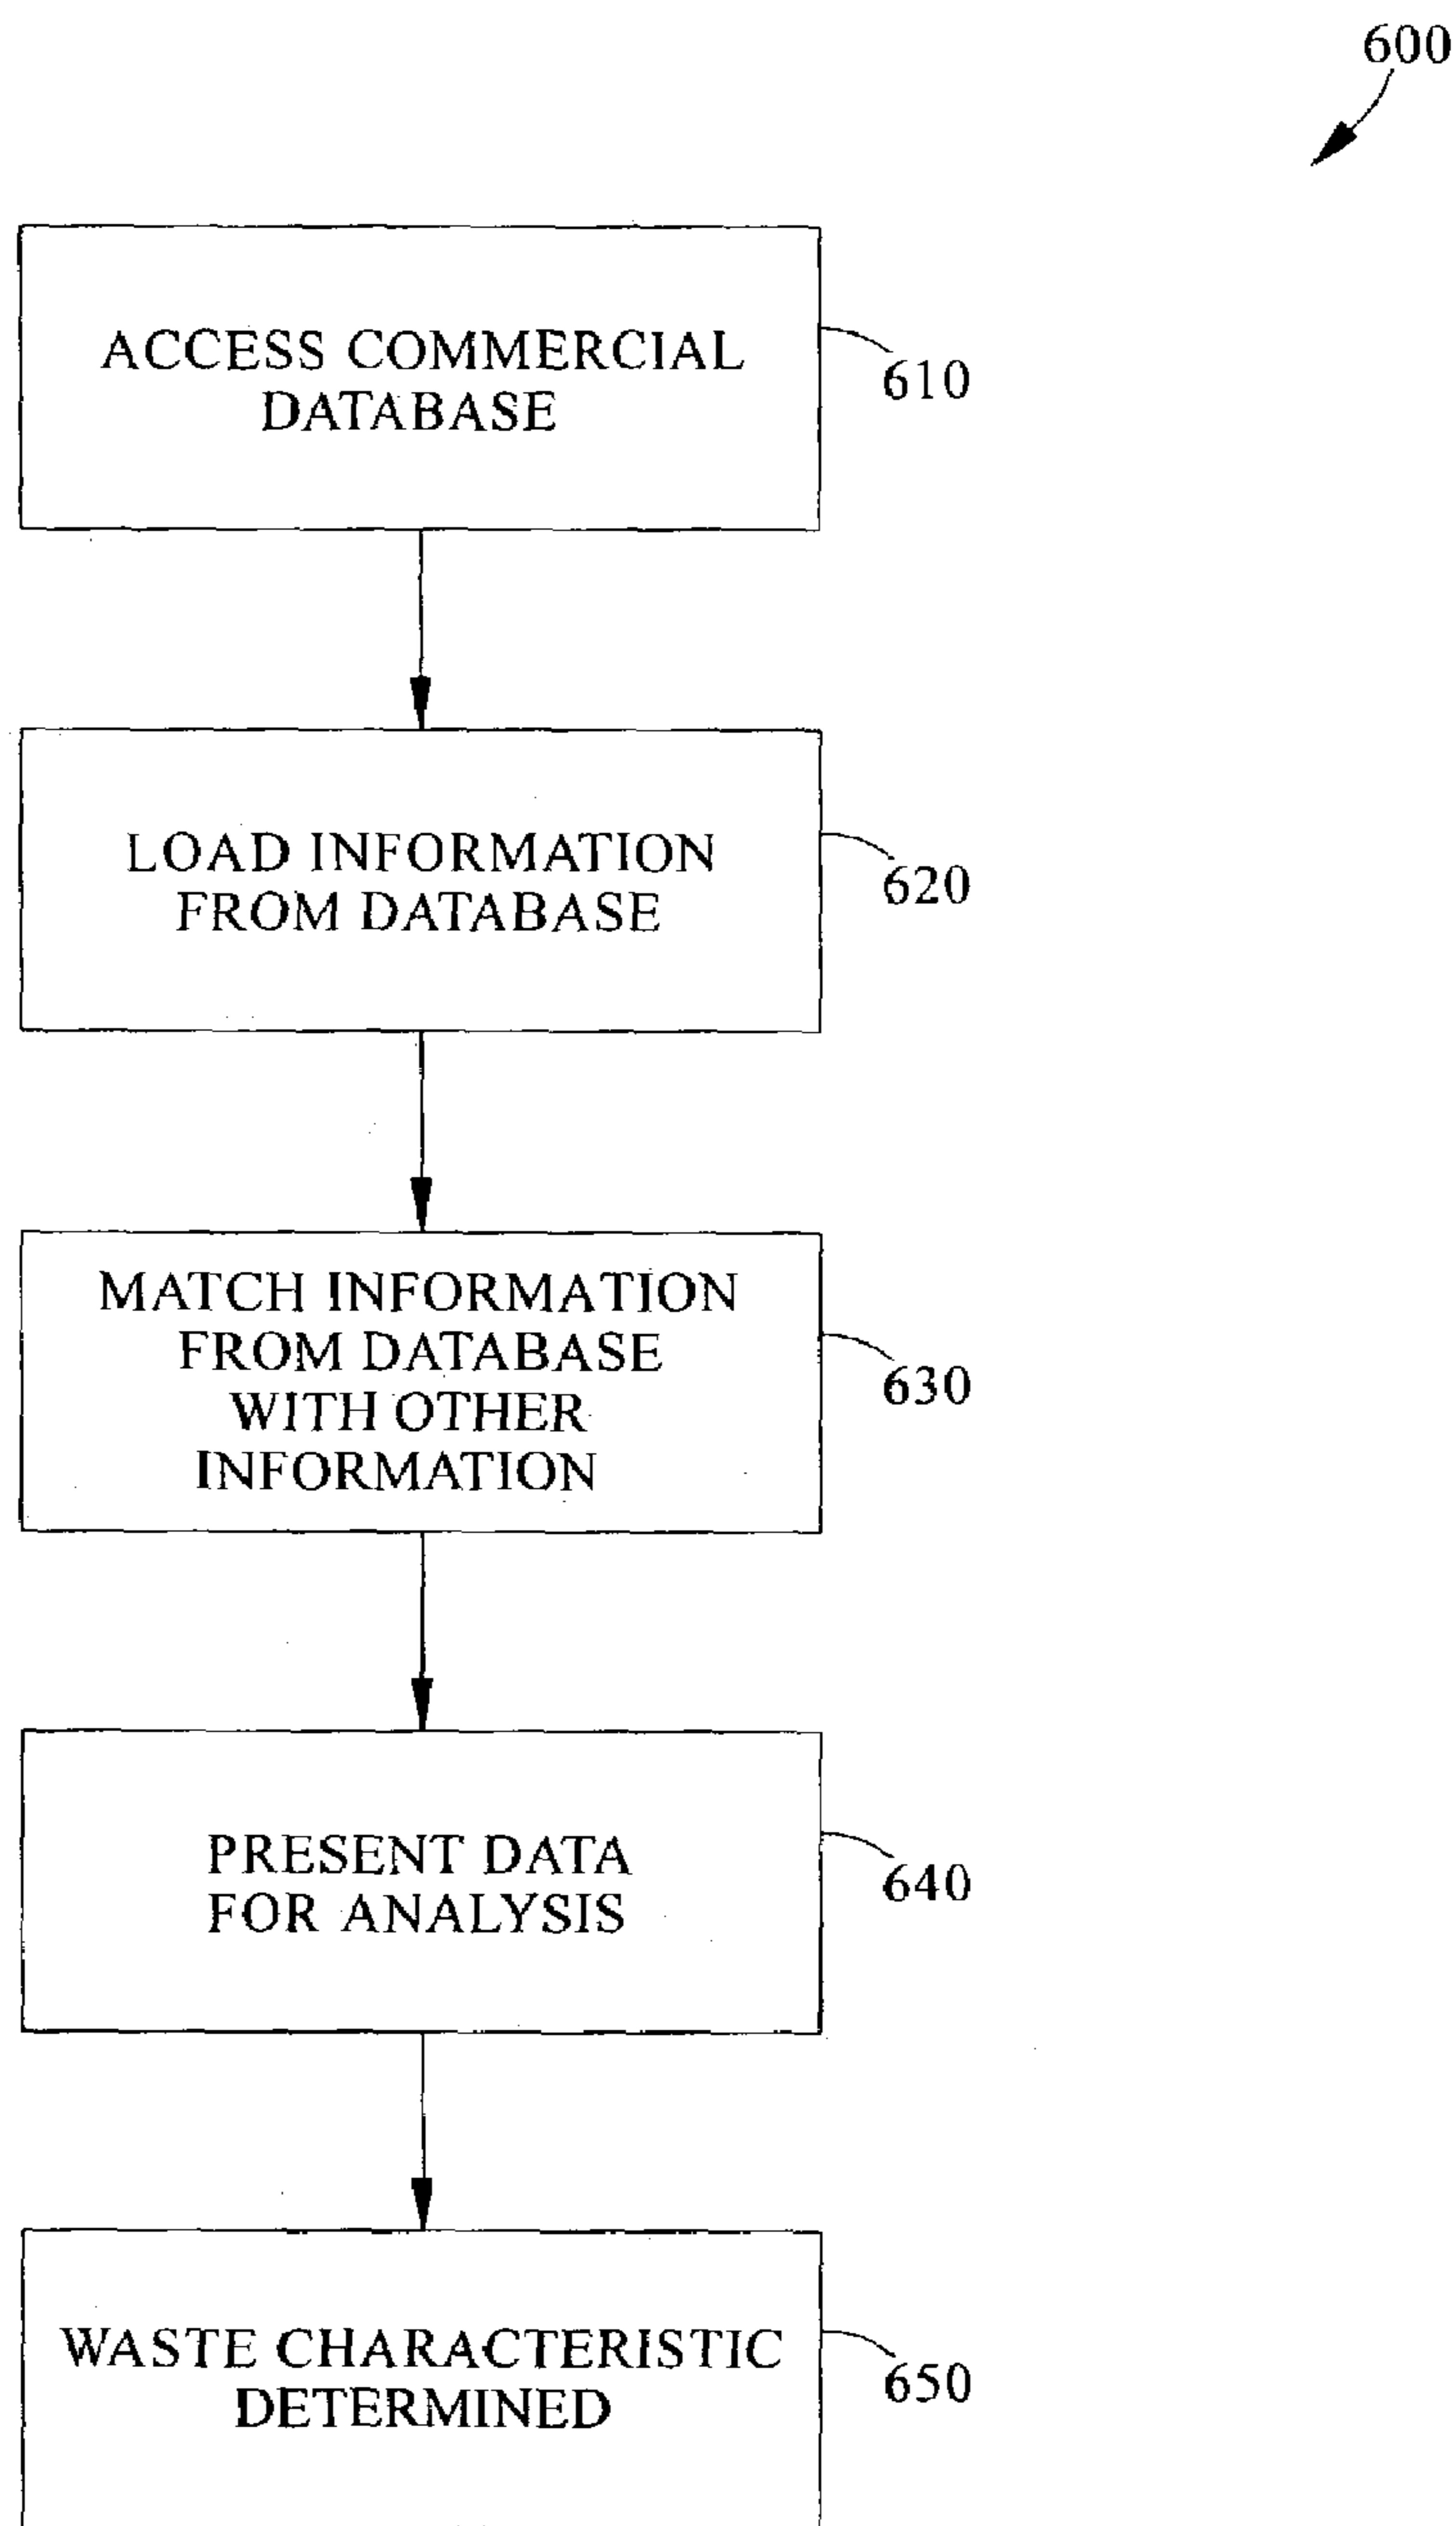 600
ACCESS COMMERCIAL
DATABASE
610
LOAD INFORMATION
FROM DATABASE
620
MATCH INFORMATION
FROM DATABASE
WITH OTHER
INFORMATION
630
PRESENT DATA
FOR ANALYSIS
640
WASTE CHARACTERISTIC
DETERMINED
650